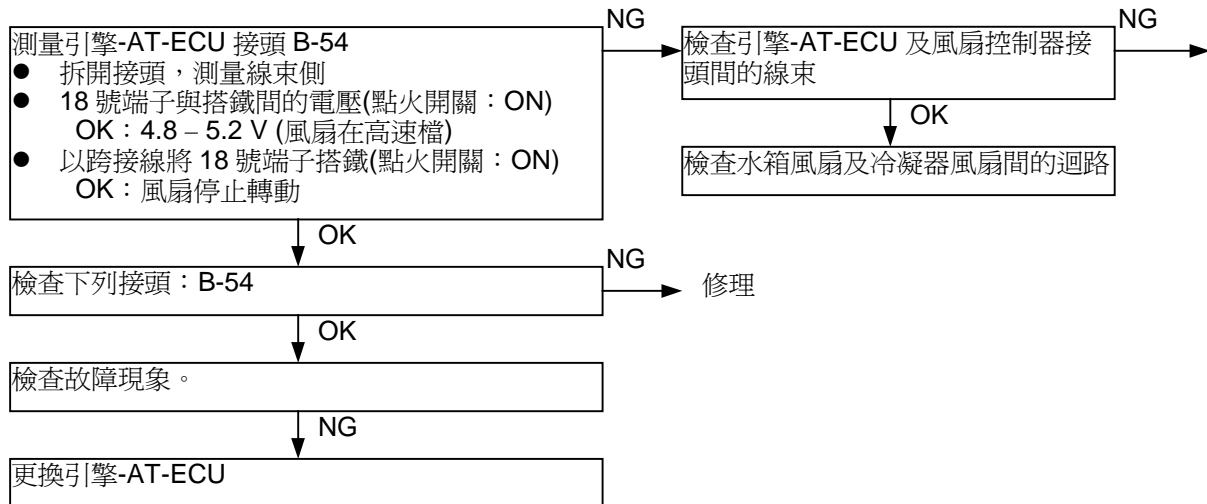 測量引擎-AT-ECU 接頭 B-54
● 拆開接頭，測量線束側
● 18 號端子與搭鐵間的電壓(點火開關：ON)
OK：4.8 – 5.2 V (風扇在高速檔)
● 以跨接線將 18 號端子搭鐵(點火開關：ON)
OK：風扇停止轉動
NG
檢查引擎-AT-ECU 及風扇控制器接
頭間的線束
NG
OK
檢查水箱風扇及冷凝器風扇間的迴路
OK
檢查下列接頭：B-54
NG
修理
OK
檢查故障現象。
NG
更換引擎-AT-ECU